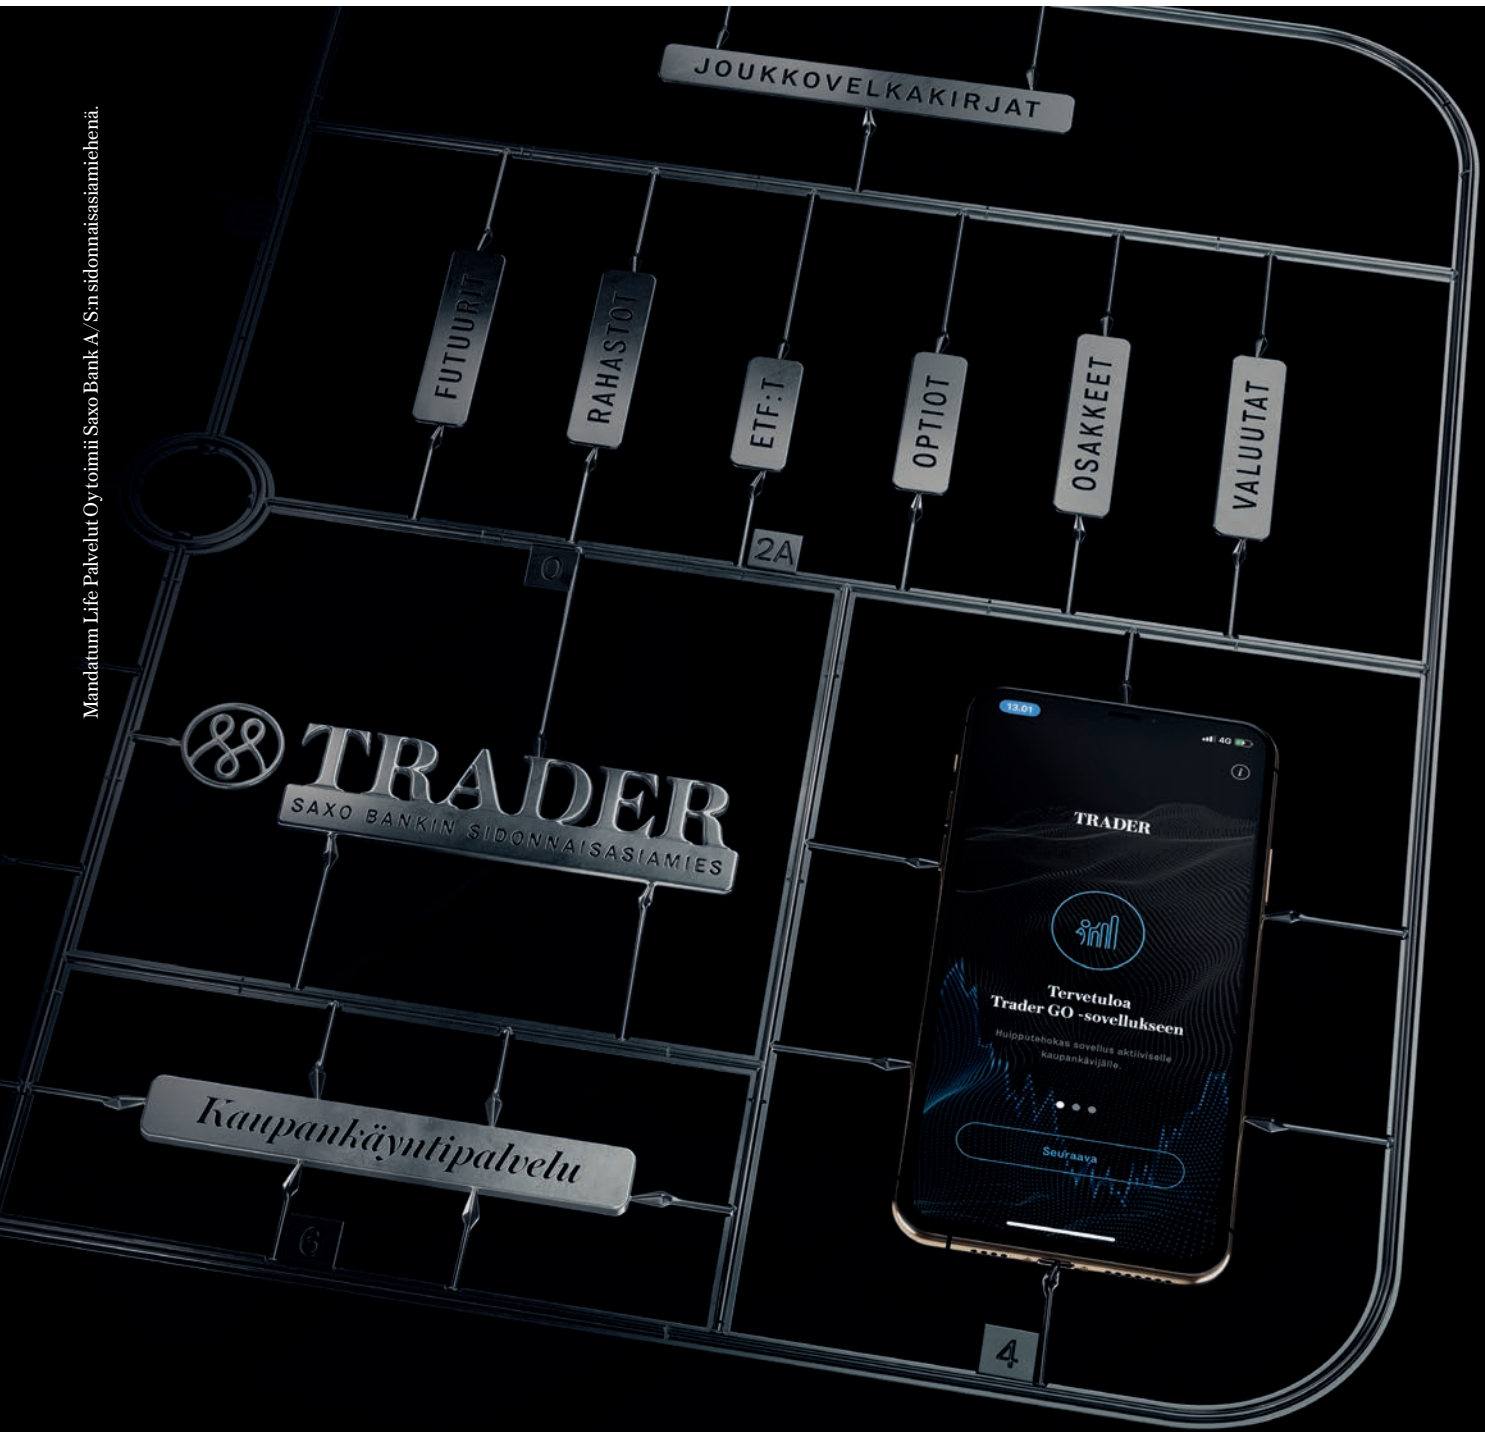 Mandatum Life Palvelut Oy toimii Saxo Bank A/S:n sidonnaisasiamiehenä.
JOUKKOVELKAKIRJAT
FUTUURIT
RAHASTOT
ETF:T
OPTIOT
OSAKKEET
VALUUTAT
0
2A
TRADER
SAXO BANKIN SIDONNAISASIAMIES
Kaupankäyntipalvelu
6
13.01
4G
i
TRADER
Tervetuloa
Trader GO -sovellukseen
Huipputehokas sovellus aktiiviselle
kaupankävijälle.
Seuraava
4